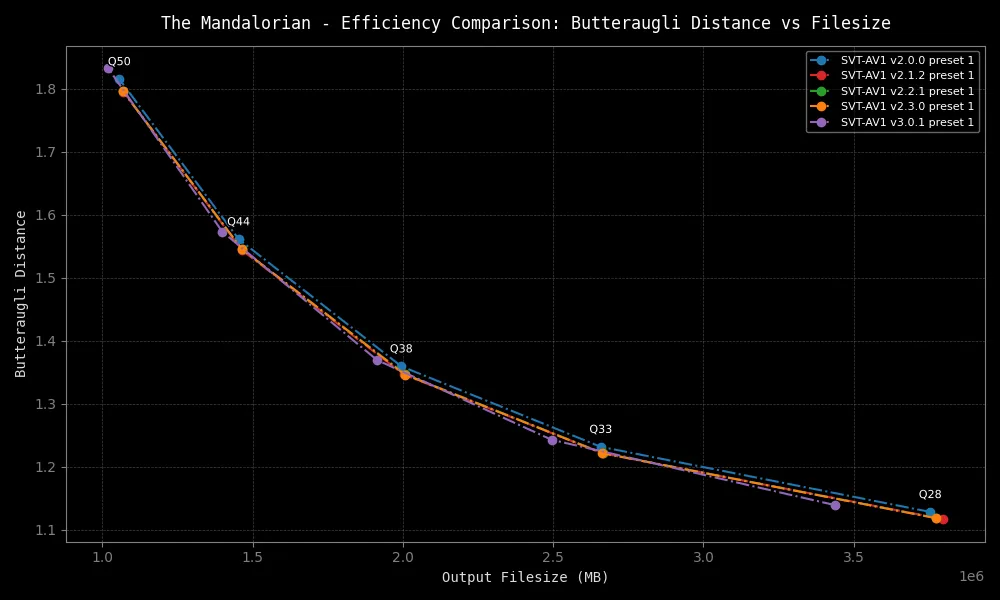 The Mandalorian - Efficiency Comparison: Butteraugli Distance vs Filesize
SVT-AV1 v2.0.0 preset 1
SVT-AV1 v2.1.2 preset 1
SVT-AV1 v2.2.1 preset 1
SVT-AV1 v2.3.0 preset 1
SVT-AV1 v3.0.1 preset 1
Q50
Q44
Q38
Q33
Q28
Butteraugli Distance
1.8
1.7
1.6
1.5
1.4
1.3
1.2
1.1
1.0 1.5 2.0 2.5 3.0 3.5
1e6
Output Filesize (MB)